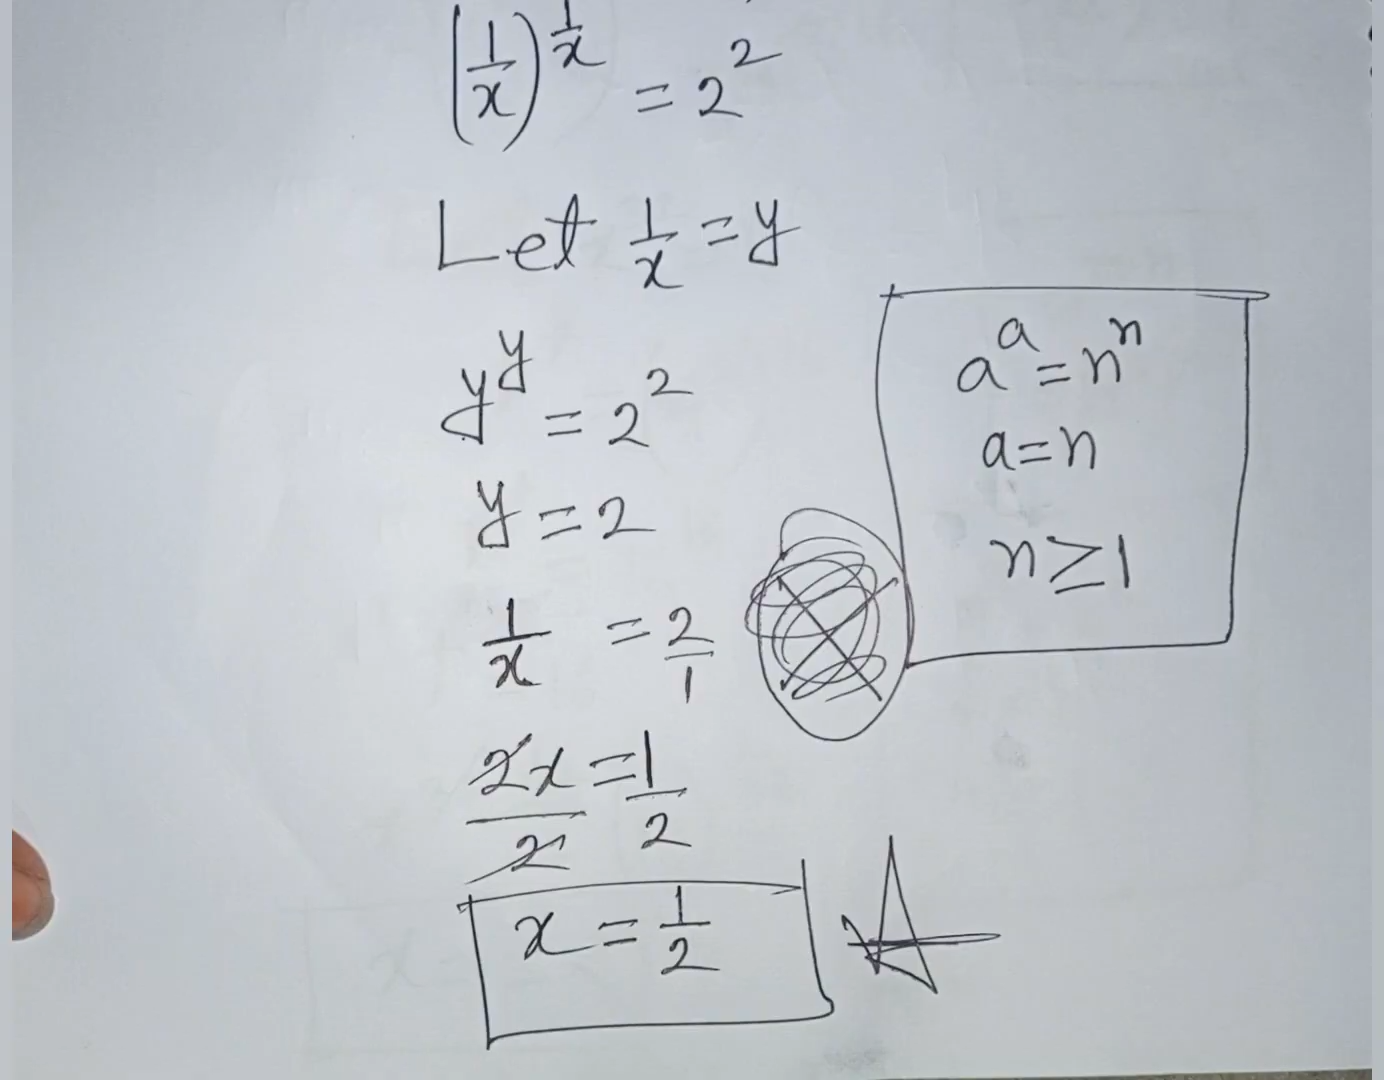 (1/x)^(1/x) = 2^2
Let 1/x = y
y^y = 2^2
y = 2
1/x = 2/1
2x/2 = 1/2
x = 1/2
a^a = n^n
a = n
n ≥ 1